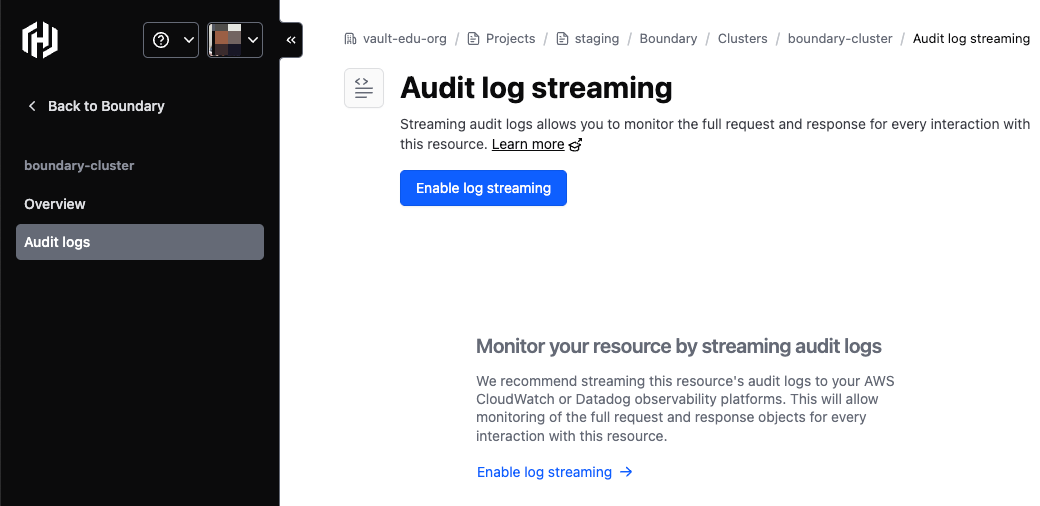 vault-edu-org / Projects / staging / Boundary / Clusters / boundary-cluster / Audit log streaming
Back to Boundary
boundary-cluster
Overview
Audit logs
Audit log streaming
Streaming audit logs allows you to monitor the full request and response for every interaction with
this resource. Learn more
Enable log streaming
Monitor your resource by streaming audit logs
We recommend streaming this resource's audit logs to your AWS
CloudWatch or Datadog observability platforms. This will allow
monitoring of the full request and response objects for every
interaction with this resource.
Enable log streaming